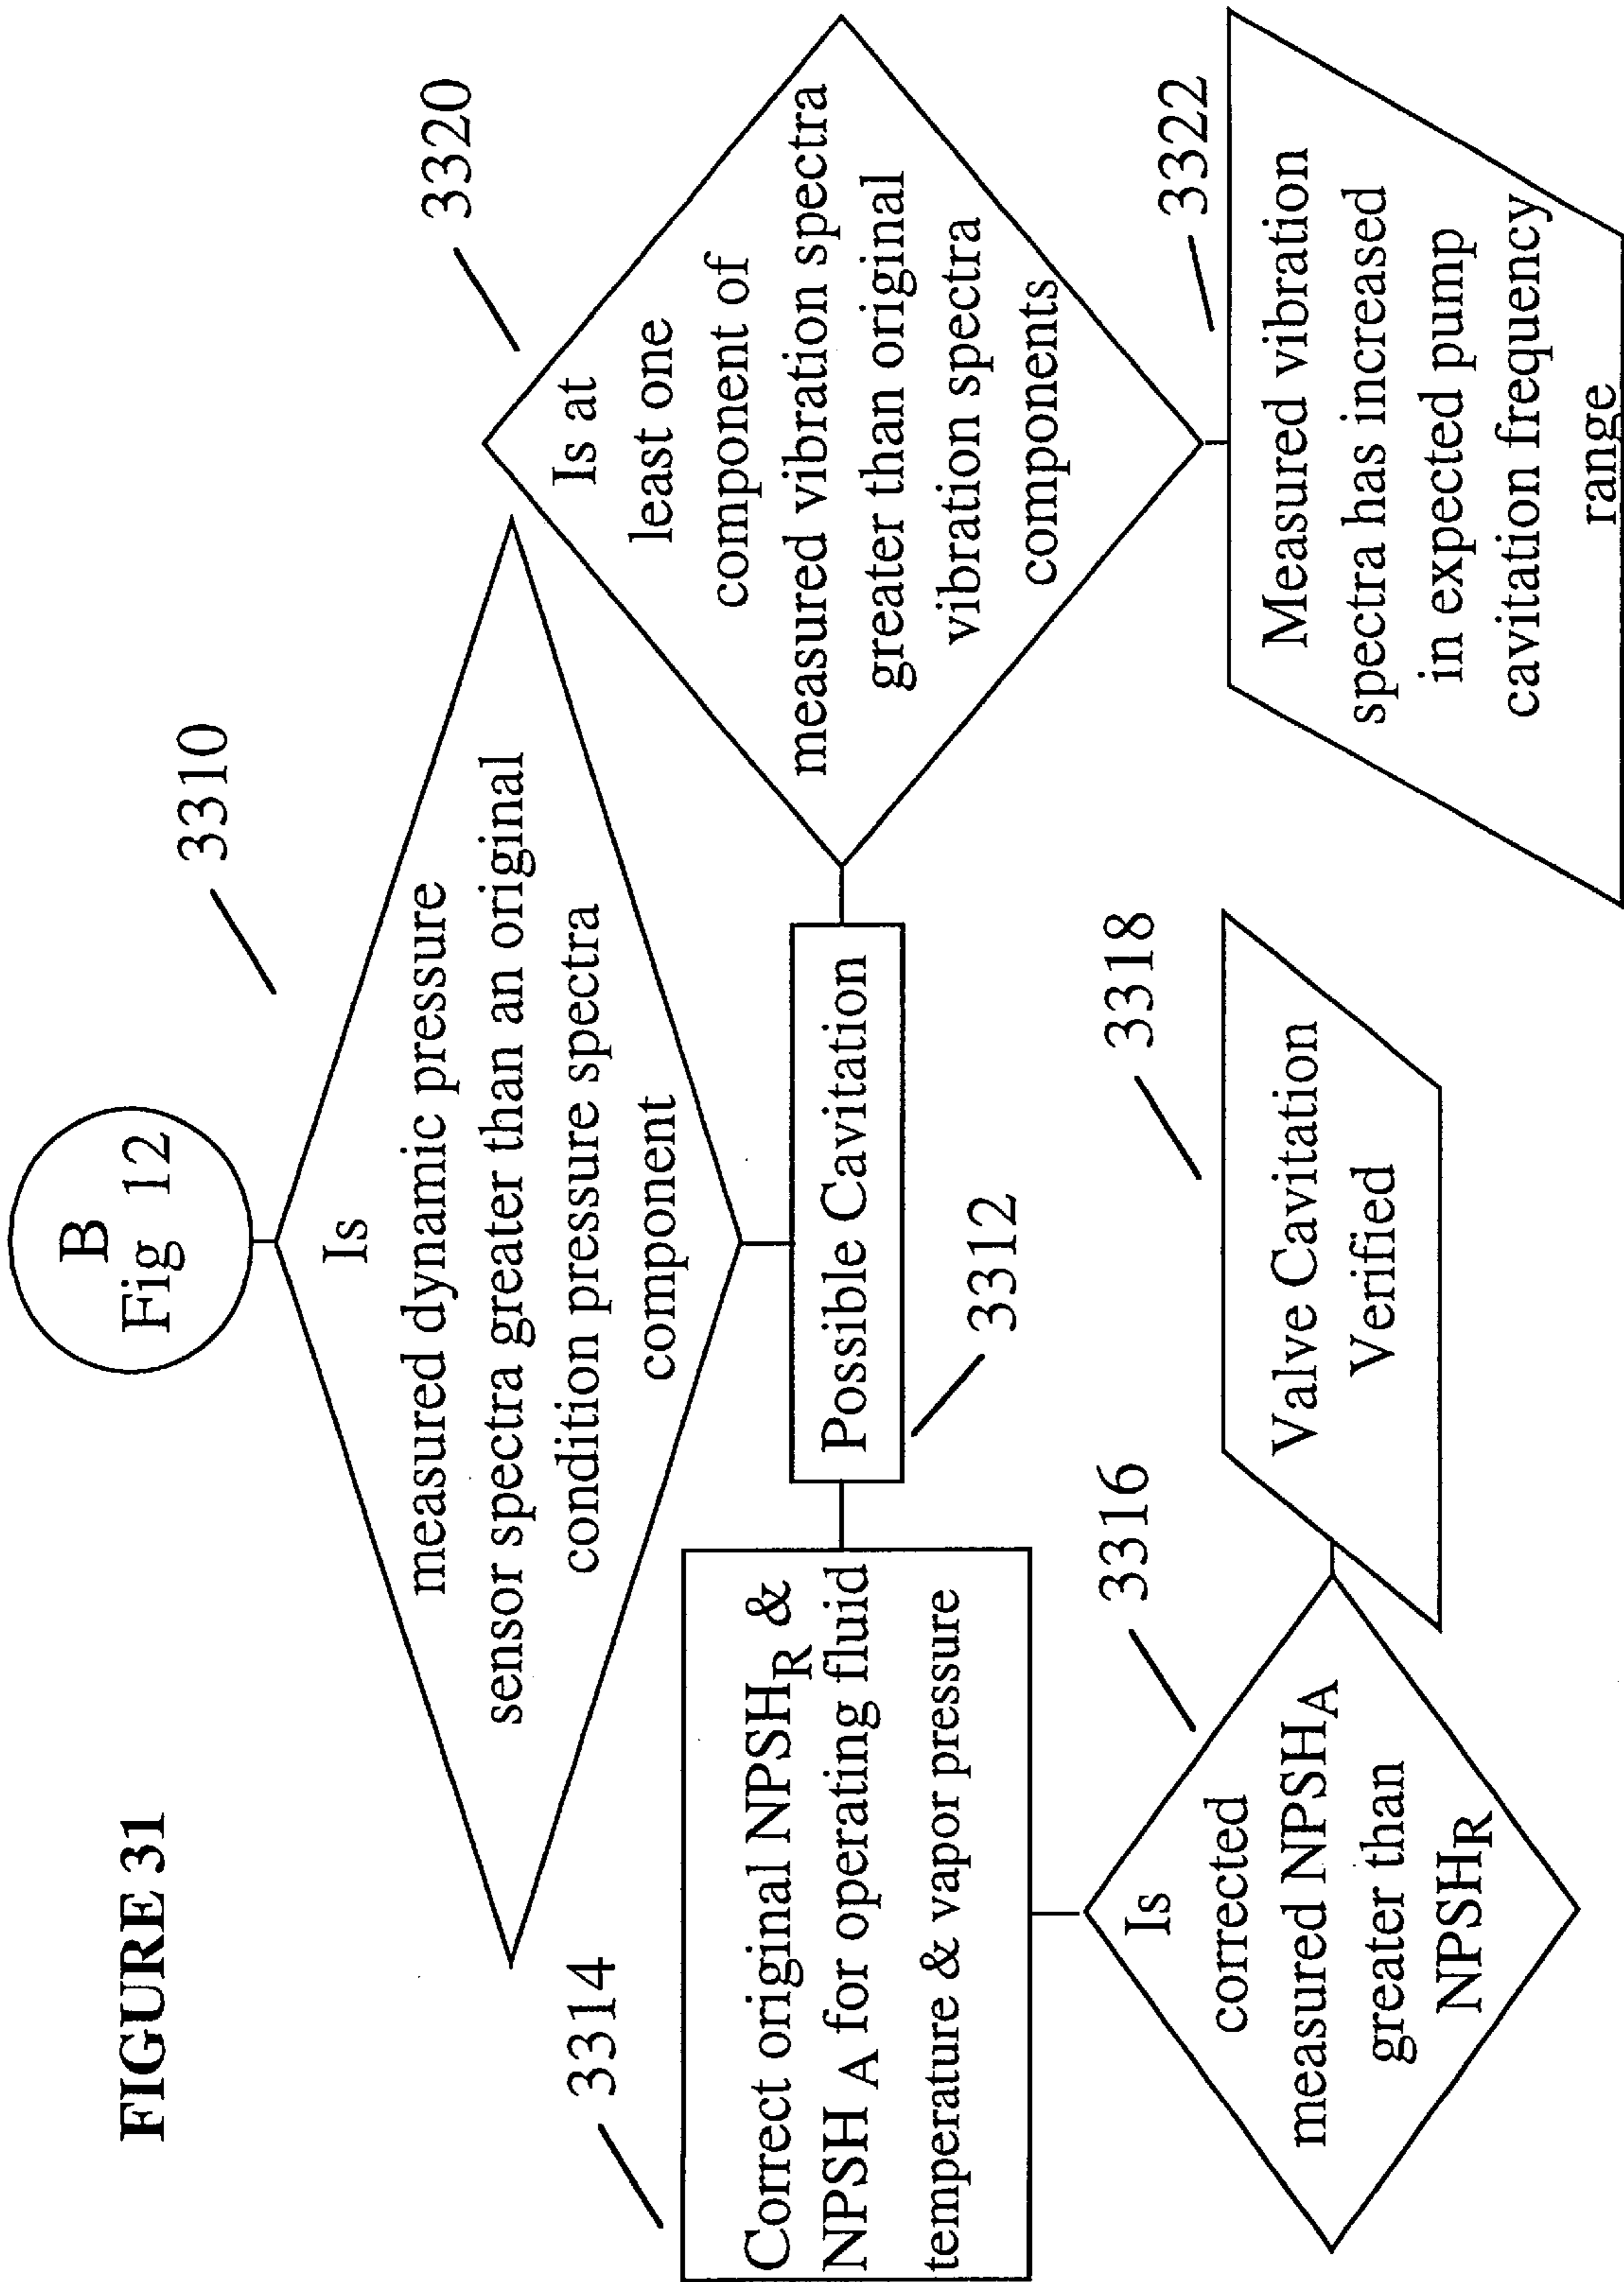 FIGURE 31
B
Fig 12
3310
Is
measured dynamic pressure
sensor spectra greater than an original
condition pressure spectra
component
3314
Correct original NPSHR &
NPSH A for operating fluid
temperature & vapor pressure
Possible Cavitation
3312
3320
Is at
least one
component of
measured vibration spectra
greater than original
vibration spectra
components
3316
Is
corrected
measured NPSHA
greater than
NPSHR
3318
Valve Cavitation
Verified
3322
Measured vibration
spectra has increased
in expected pump
cavitation frequency
range